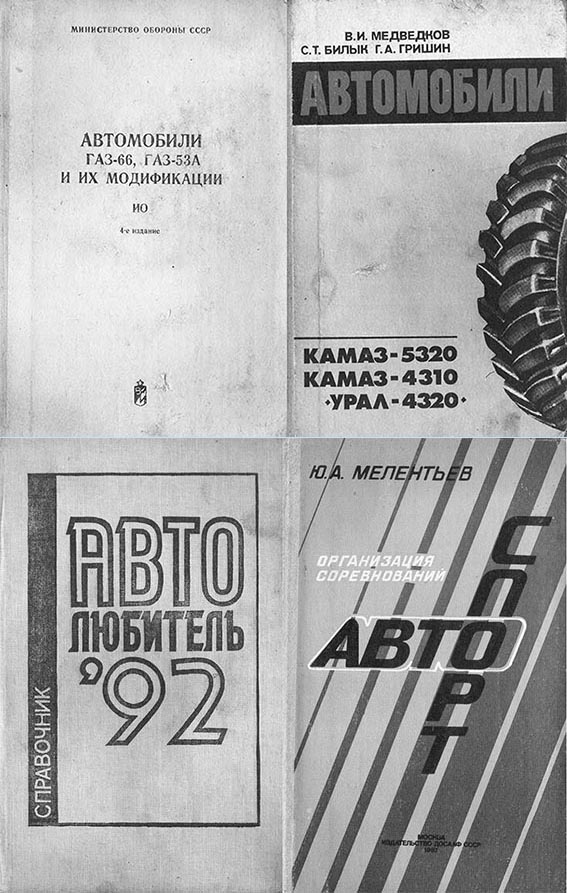 МИНИСТЕРСТВО ОБОРОНЫ СССР
АВТОМОБИЛИ
ГАЗ-66, ГАЗ-53А
И ИХ МОДИФИКАЦИИ
ИО
4-е издание
В.И. МЕДВЕДКОВ
С.Т. БИЛЫК Г.А. ГРИШИН
АВТОМОБИЛИ
КАМАЗ-5320
КАМАЗ-4310
«УРАЛ-4320»
СПРАВОЧНИК
АВТО
ЛЮБИТЕЛЬ
'92
Ю.А. МЕЛЕНТЬЕВ
ОРГАНИЗАЦИЯ
СОРЕВНОВАНИЙ
АВТО
СПОРТ
МОСКВА
ИЗДАТЕЛЬСТВО ДОСААФ СССР